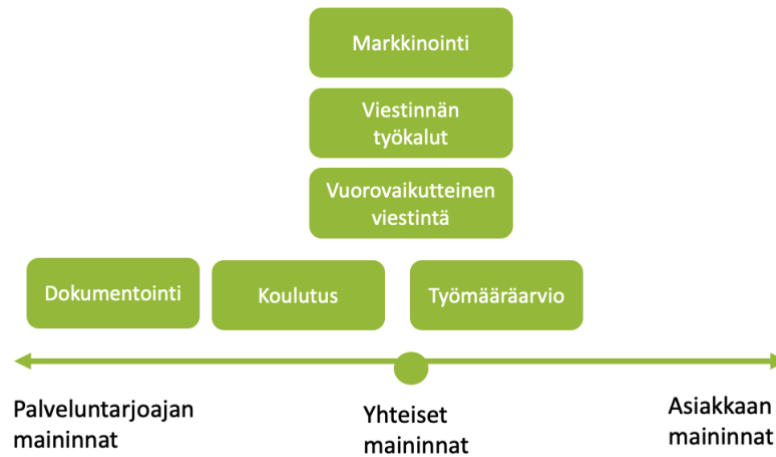 Markkinointi
Viestinnän
työkalut
Vuorovaikutteinen
viestintä
Dokumentointi
Koulutus
Työmääräarvio
Palveluntarjoajan
maininnat
Yhteiset
maininnat
Asiakkaan
maininnat